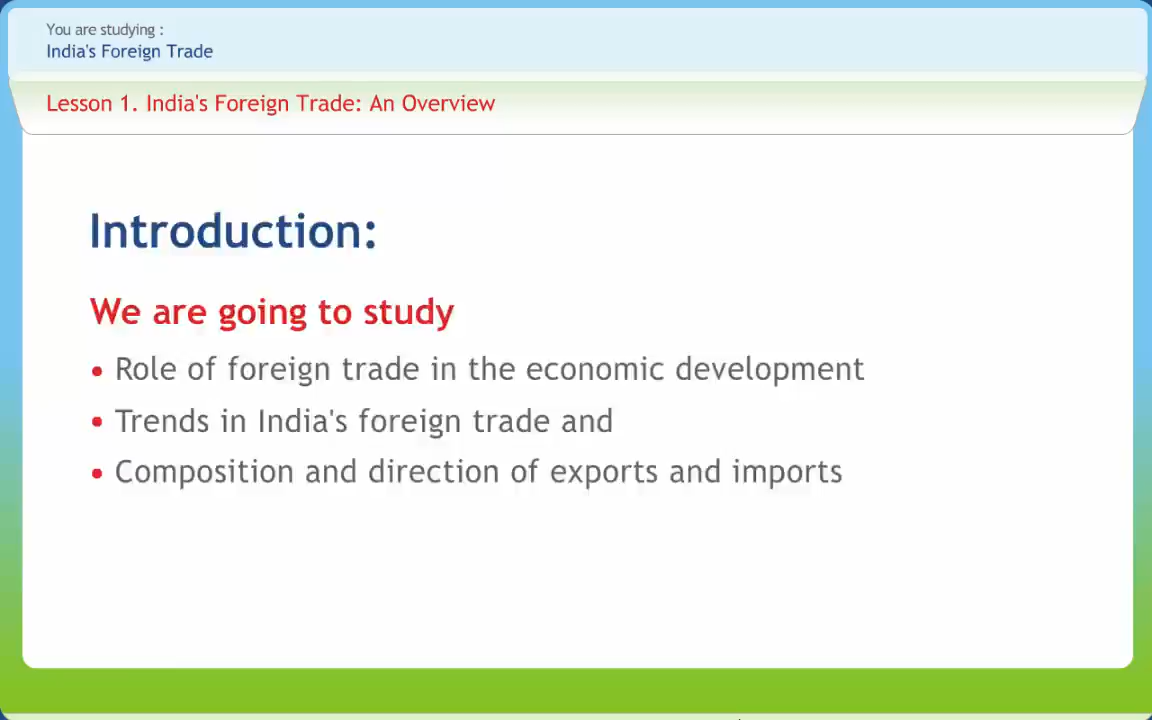 You are studying :
India's Foreign Trade
Lesson 1. India's Foreign Trade: An Overview
Introduction:
We are going to study
• Role of foreign trade in the economic development
• Trends in India's foreign trade and
• Composition and direction of exports and imports